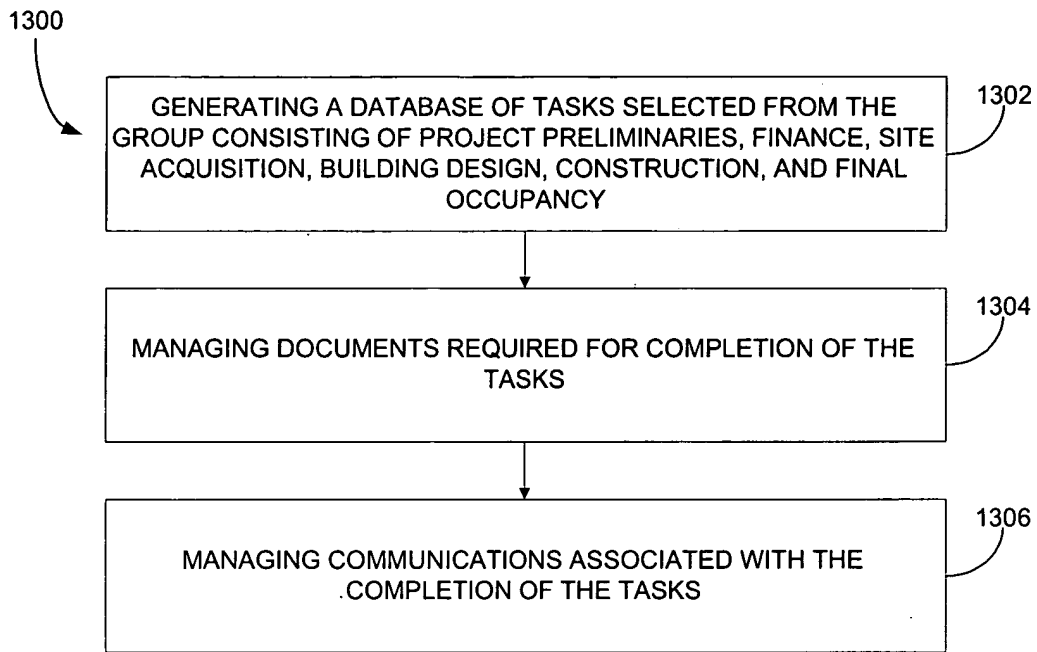 1300
GENERATING A DATABASE OF TASKS SELECTED FROM THE
GROUP CONSISTING OF PROJECT PRELIMINARIES, FINANCE, SITE
ACQUISITION, BUILDING DESIGN, CONSTRUCTION, AND FINAL
OCCUPANCY
1302
MANAGING DOCUMENTS REQUIRED FOR COMPLETION OF THE
TASKS
1304
MANAGING COMMUNICATIONS ASSOCIATED WITH THE
COMPLETION OF THE TASKS
1306